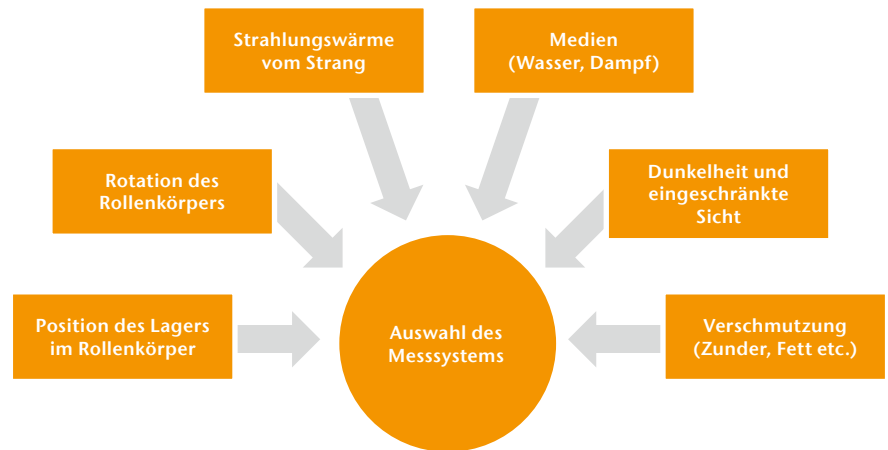 Strahlungswärme
vom Strang
Medien
(Wasser, Dampf)
Rotation des
Rollenkörpers
Dunkelheit und
eingeschränkte
Sicht
Position des Lagers
im Rollenkörper
Auswahl des
Messsystems
Verschmutzung
(Zunder, Fett etc.)